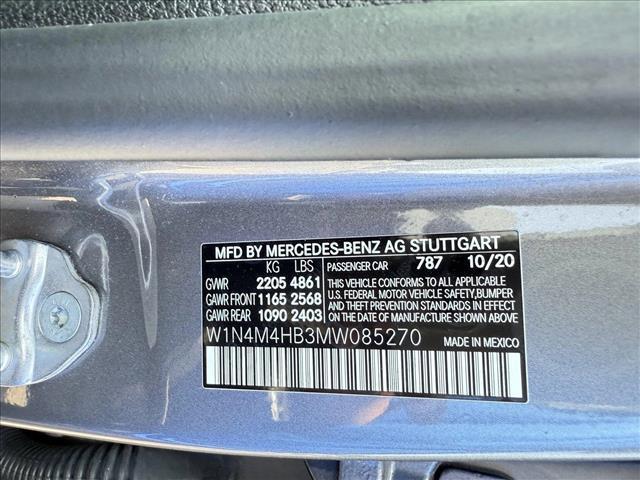 MFD BY MERCEDES-BENZ AG STUTTGART
KG LBS PASSENGER CAR 787 10/20
GVWR 2205 4861 THIS VEHICLE CONFORMS TO ALL APPLICABLE
GAWR FRONT 1165 2568 U.S. FEDERAL MOTOR VEHICLE SAFETY, BUMPER
GAWR REAR 1090 2403 AND THEFT PREVENTION STANDARDS IN EFFECT
ON THE DATE OF MANUFACTURE SHOWN ABOVE.
W1N4M4HB3MW085270 MADE IN MEXICO